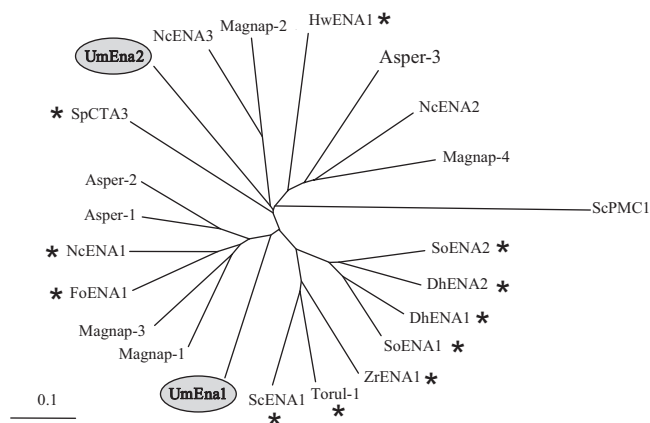 HwENA1 *
Magnap-2
NcENA3
UmEna2
Asper-3
* SpCTA3
NcENA2
Magnap-4
Asper-2
ScPMC1
Asper-1
* NcENA1
SoENA2 *
* FoENA1
DhENA2 *
DhENA1 *
Magnap-3
SoENA1 *
Magnap-1
ZrENA1 *
UmEna1
ScENA1
*
Torul-1
*
0.1